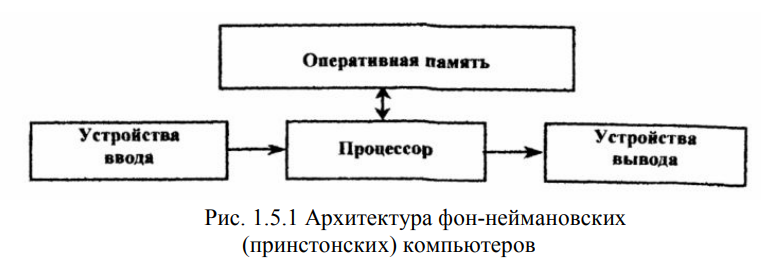 Оперативная память
Устройства
ввода
Процессор
Устройства
вывода
Рис. 1.5.1 Архитектура фон-неймановских
(принстонских) компьютеров